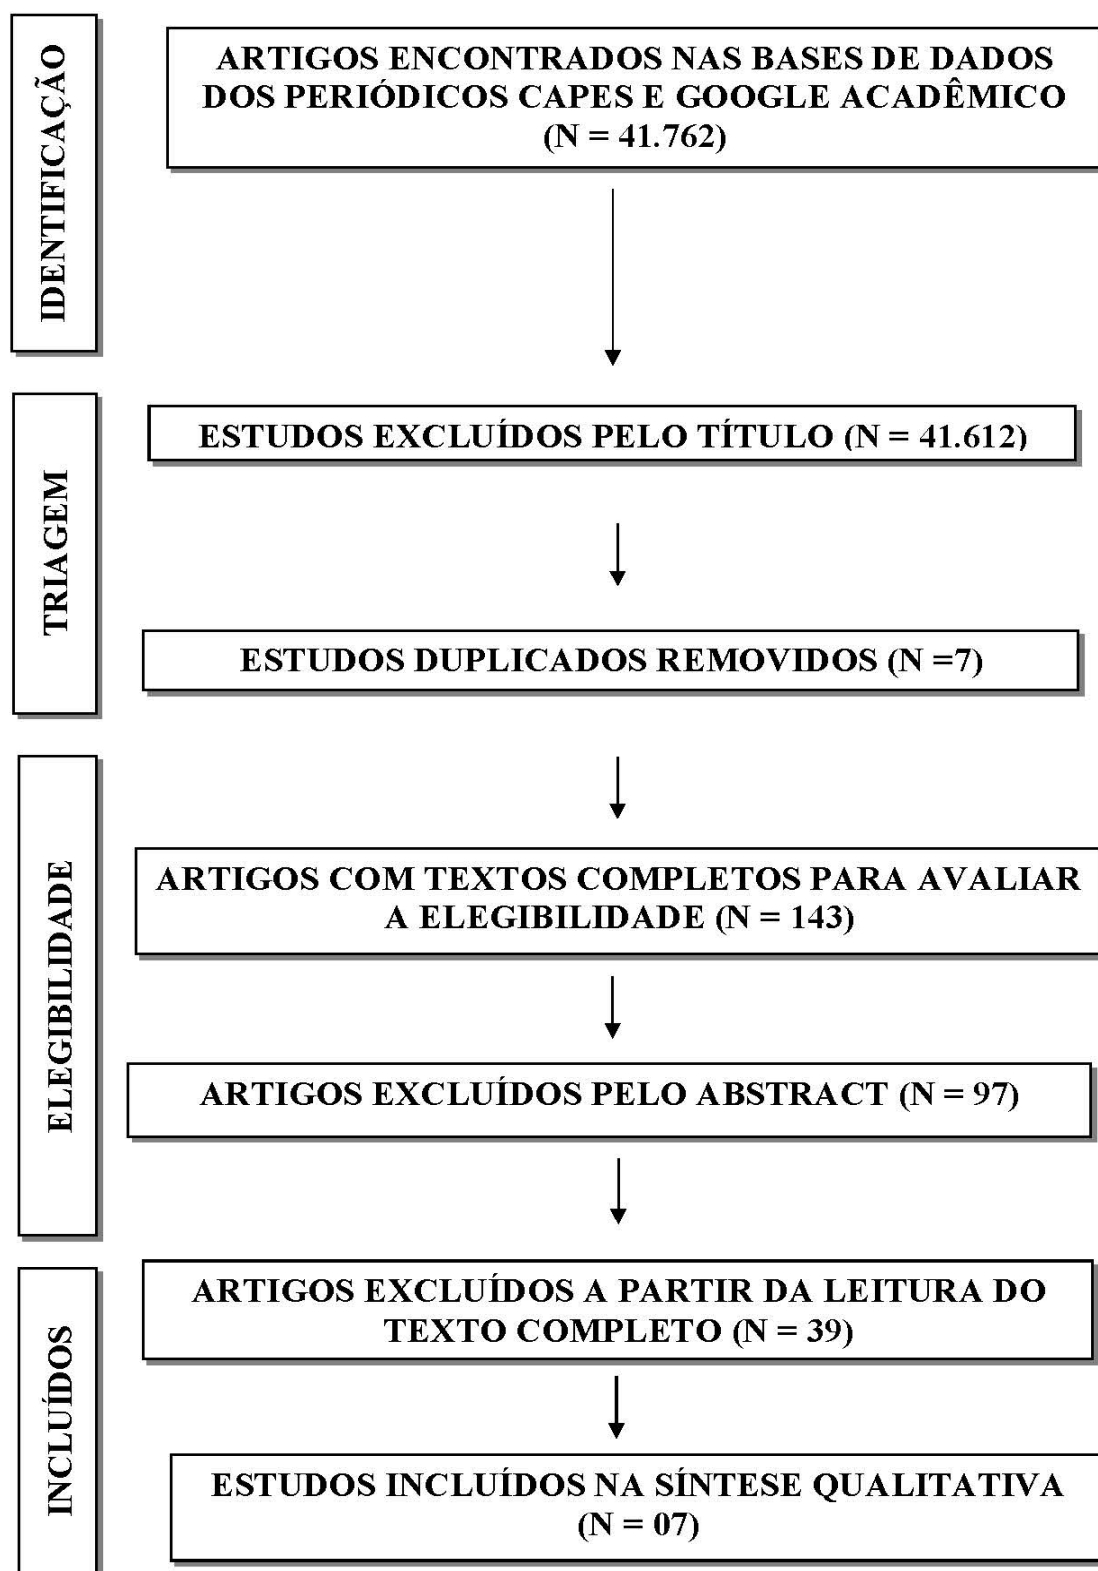 IDENTIFICAÇÃO
ARTIGOS ENCONTRADOS NAS BASES DE DADOS
DOS PERIÓDICOS CAPES E GOOGLE ACADÊMICO
(N = 41.762)
TRIAGEM
ESTUDOS EXCLUÍDOS PELO TÍTULO (N = 41.612)
ESTUDOS DUPLICADOS REMOVIDOS (N =7)
ELEGIBILIDADE
ARTIGOS COM TEXTOS COMPLETOS PARA AVALIAR
A ELEGIBILIDADE (N = 143)
ARTIGOS EXCLUÍDOS PELO ABSTRACT (N = 97)
INCLUÍDOS
ARTIGOS EXCLUÍDOS A PARTIR DA LEITURA DO
TEXTO COMPLETO (N = 39)
ESTUDOS INCLUÍDOS NA SÍNTESE QUALITATIVA
(N = 07)